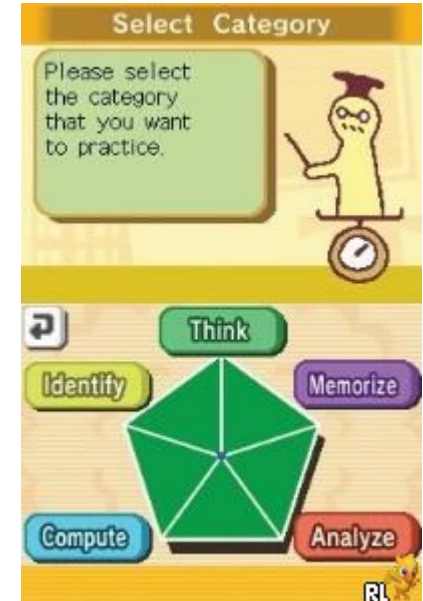 Select Category
Please select
the category
that you want
to practice.
Think
Identify
Memorize
Compute
Analyze
RL